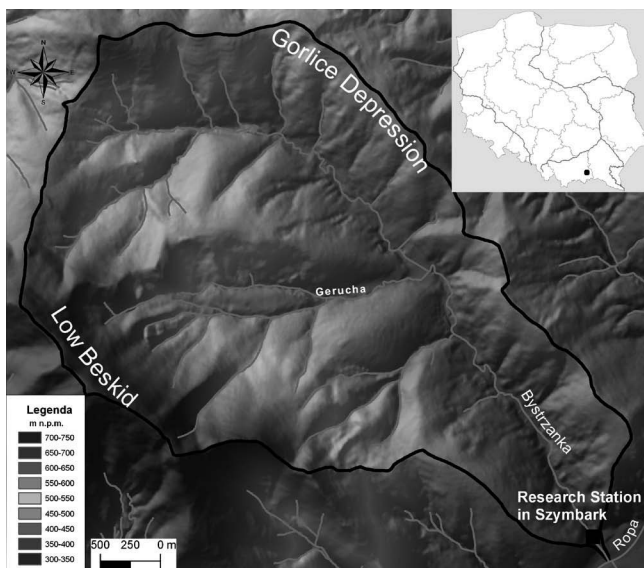 N
W
E
S
Gorlice Depression
Gerucha
Low Beskid
Bystrzanka
Legenda
m n.p.m.
700-750
650-700
600-650
550-600
500-550
450-500
400-450
350-400
300-350
500 250 0 m
Research Station
in Szymbark
Ropa